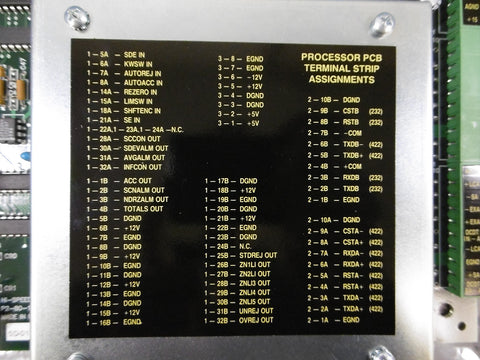 PROCESSOR PCB
TERMINAL STRIP
ASSIGNMENTS
1 – 5A – SDE IN
1 – 6A – KWSW IN
1 – 7A – AUTOREJ IN
1 – 8A – AUTOACC IN
1 – 14A – REZERO IN
1 – 15A – LIMSW IN
1 – 18A – SHFTENC IN
1 – 21A – SE IN
1 – 22A,1 – 23A,1 – 24A –N.C.
1 – 28A – SCCON OUT
1 – 30A – SDEVALM OUT
1 – 31A – AVGALM OUT
1 – 32A – INFCON OUT
1 – 1B – ACC OUT
1 – 2B – SCNALM OUT
1 – 3B – NDRZALM OUT
1 – 4B – TOTALS OUT
1 – 5B – DGND
1 – 6B – +12V
1 – 7B – EGND
1 – 8B – DGND
1 – 9B – +12V
1 – 10B – EGND
1 – 11B – DGND
1 – 12B – +12V
1 – 13B – EGND
1 – 14B – DGND
1 – 15B – +12V
1 – 16B – EGND
3 – 8 – EGND
3 – 7 – EGND
3 – 6 – –12V
3 – 5 – +12V
3 – 4 – DGND
3 – 3 – DGND
3 – 2 – +5V
3 – 1 – +5V
1 – 17B – DGND
1 – 18B – +12V
1 – 19B – EGND
1 – 20B – DGND
1 – 21B – +12V
1 – 22B – EGND
1 – 23B – DGND
1 – 24B – N.C.
1 – 25B – STDREJ OUT
1 – 26B – ZN1LI OUT
1 – 27B – ZN2LI OUT
1 – 28B – ZNLI3 OUT
1 – 29B – ZNLI4 OUT
1 – 30B – ZNLI5 OUT
1 – 31B – UNREJ OUT
1 – 32B – OVREJ OUT
2 – 10B – DGND
2 – 9B – CSTB (232)
2 – 8B – RSTB (232)
2 – 7B – –COM
2 – 6B – TXDB– (422)
2 – 5B – TXDB+ (422)
2 – 4B – +COM
2 – 3B – RXDB (232)
2 – 2B – TXDB (232)
2 – 1B – EGND
2 – 10A – DGND
2 – 9A – CSTA– (422)
2 – 8A – CSTA+ (422)
2 – 7A – RXDA– (422)
2 – 6A – RXDA+ (422)
2 – 5A – RSTA– (422)
2 – 4A – RSTA+ (422)
2 – 3A – TXDA– (422)
2 – 2A – TXDA+ (422)
2 – 1A – EGND
AGND
+15